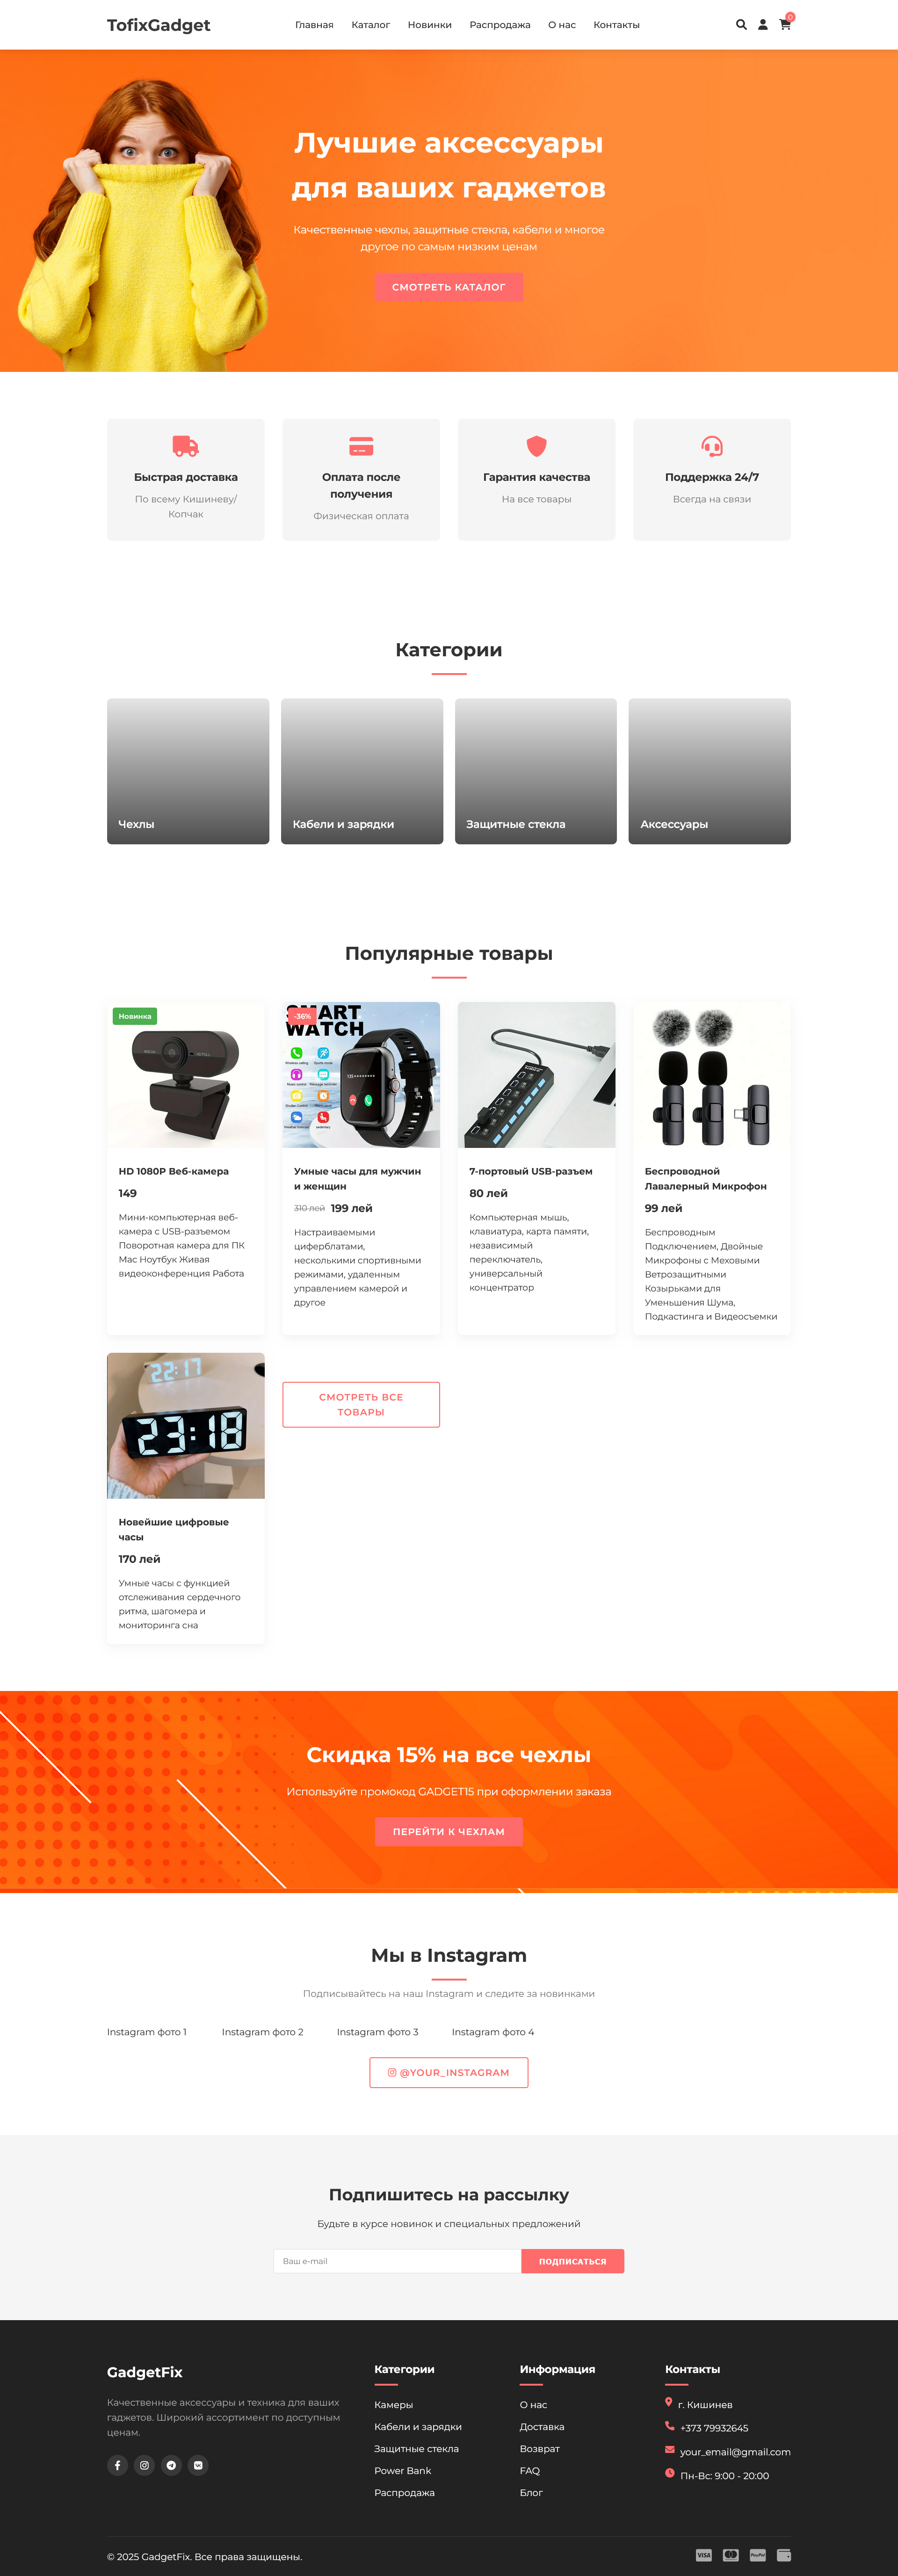 TofixGadget
Главная Каталог Новинки Распродажа О нас Контакты
0
Лучшие аксессуары
для ваших гаджетов
Качественные чехлы, защитные стекла, кабели и многое
другое по самым низким ценам
СМОТРЕТЬ КАТАЛОГ
Быстрая доставка
По всему Кишиневу/
Копчак
Оплата после
получения
Физическая оплата
Гарантия качества
На все товары
Поддержка 24/7
Всегда на связи
Категории
Чехлы
Кабели и зарядки
Защитные стекла
Аксессуары
Популярные товары
Новинка
HD 1080P Веб-камера
149
Мини-компьютерная веб-
камера с USB-разъемом
Поворотная камера для ПК
Mac Ноутбук Живая
видеоконференция Работа
SMART
WATCH
-36%
Умные часы для мужчин
и женщин
310 лей 199 лей
Настраиваемыми
циферблатами,
несколькими спортивными
режимами, удаленным
управлением камерой и
другое
7-портовый USB-разъем
80 лей
Компьютерная мышь,
клавиатура, карта памяти,
независимый
переключатель,
универсальный
концентратор
Беспроводной
Лавалерный Микрофон
99 лей
Беспроводным
Подключением, Двойные
Микрофоны с Меховыми
Ветрозащитными
Козырьками для
Уменьшения Шума,
Подкастинга и Видеосъемки
22:17
23:18
Новейшие цифровые
часы
170 лей
Умные часы с функцией
отслеживания сердечного
ритма, шагомера и
мониторинга сна
СМОТРЕТЬ ВСЕ
ТОВАРЫ
Скидка 15% на все чехлы
Используйте промокод GADGET15 при оформлении заказа
ПЕРЕЙТИ К ЧЕХЛАМ
Мы в Instagram
Подписывайтесь на наш Instagram и следите за новинками
Instagram фото 1 Instagram фото 2 Instagram фото 3 Instagram фото 4
@YOUR_INSTAGRAM
Подпишитесь на рассылку
Будьте в курсе новинок и специальных предложений
Ваш e-mail
ПОДПИСАТЬСЯ
GadgetFix
Качественные аксессуары и техника для ваших
гаджетов. Широкий ассортимент по доступным
ценам.
Категории
Камеры
Кабели и зарядки
Защитные стекла
Power Bank
Распродажа
Информация
О нас
Доставка
Возврат
FAQ
Блог
Контакты
г. Кишинев
+373 79932645
your_email@gmail.com
Пн-Вс: 9:00 - 20:00
© 2025 GadgetFix. Все права защищены.
VISA
PayPal